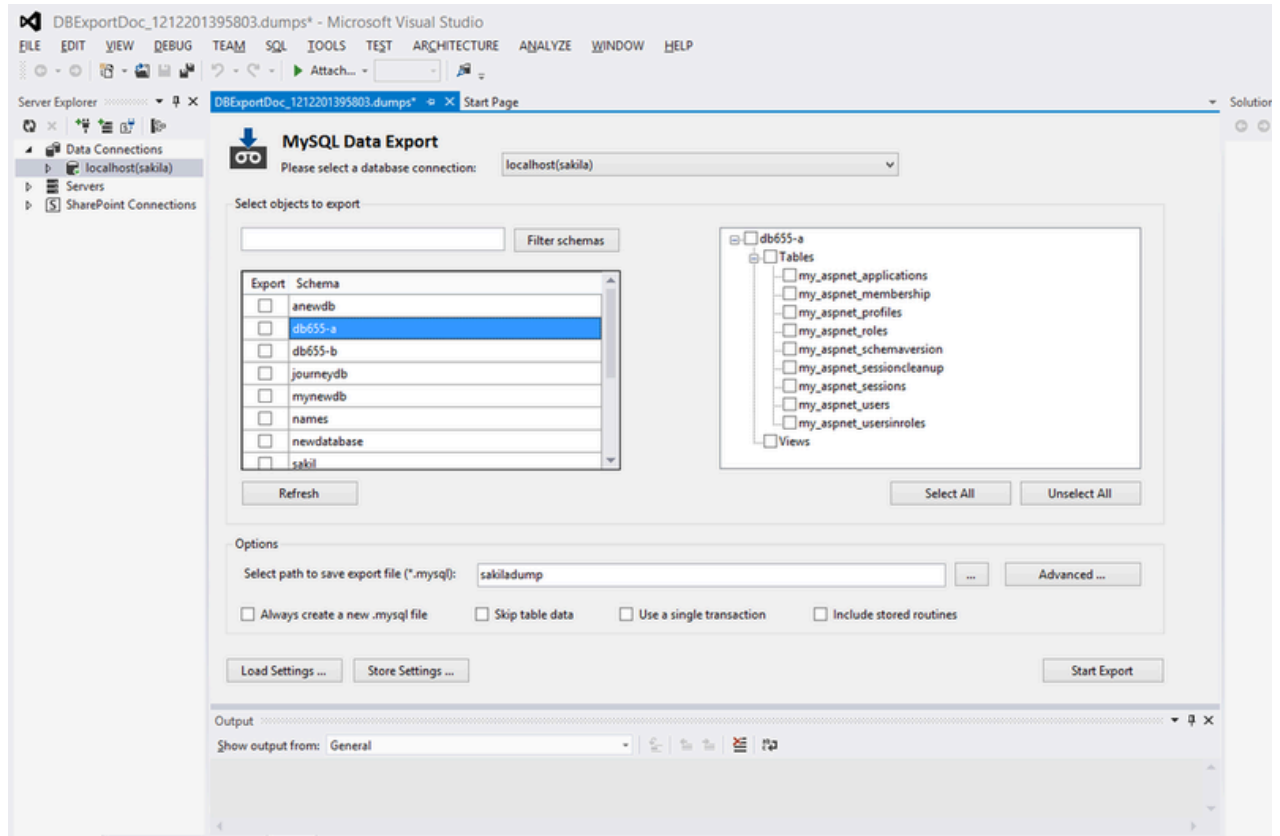 DBExportDoc_1212201395803.dumps* - Microsoft Visual Studio
FILE EDIT VIEW DEBUG TEAM SQL TOOLS TEST ARCHITECTURE ANALYZE WINDOW HELP
Attach...
Server Explorer
Data Connections
localhost(sakila)
Servers
SharePoint Connections
DBExportDoc_1212201395803.dumps* Start Page
MySQL Data Export
Please select a database connection: localhost(sakila)
Select objects to export
Filter schemas
Export Schema
anewdb
db655-a
db655-b
journeydb
mynewdb
names
newdatabase
sakil
Refresh
db655-a
Tables
my_aspnet_applications
my_aspnet_membership
my_aspnet_profiles
my_aspnet_roles
my_aspnet_schemaversion
my_aspnet_sessioncleanup
my_aspnet_sessions
my_aspnet_users
my_aspnet_usersinroles
Views
Select All Unselect All
Options
Select path to save export file (*.mysql): sakiladump ... Advanced ...
Always create a new .mysql file Skip table data Use a single transaction Include stored routines
Load Settings ... Store Settings ... Start Export
Output
Show output from: General
Solution